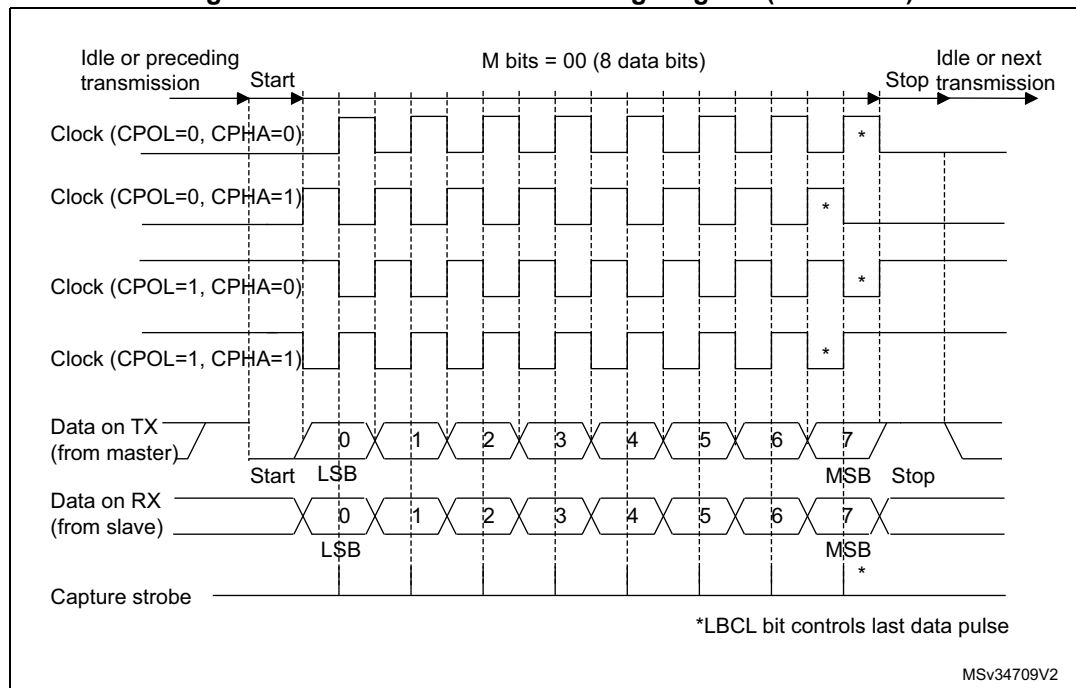 Idle or preceding transmission
Start
M bits = 00 (8 data bits)
Stop
Idle or next transmission
Clock (CPOL=0, CPHA=0)
*
Clock (CPOL=0, CPHA=1)
*
Clock (CPOL=1, CPHA=0)
*
Clock (CPOL=1, CPHA=1)
*
Data on TX (from master)
0 1 2 3 4 5 6 7
Start LSB MSB Stop
Data on RX (from slave)
0 1 2 3 4 5 6 7
LSB MSB
*
Capture strobe
*LBCL bit controls last data pulse
MSv34709V2